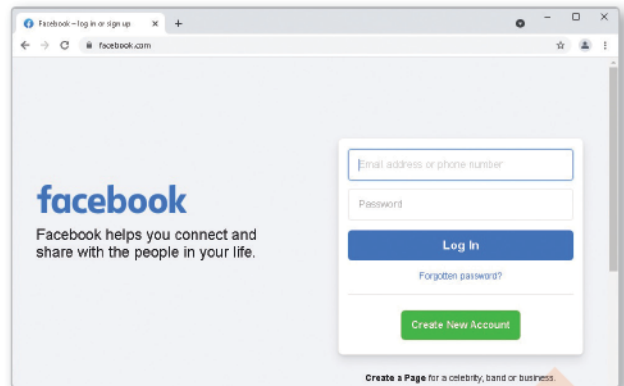 Facebook – log in or sign up
facebook.com
facebook
Facebook helps you connect and
share with the people in your life.
Email address or phone number
Password
Log In
Forgotten password?
Create New Account
Create a Page for a celebrity, band or business.